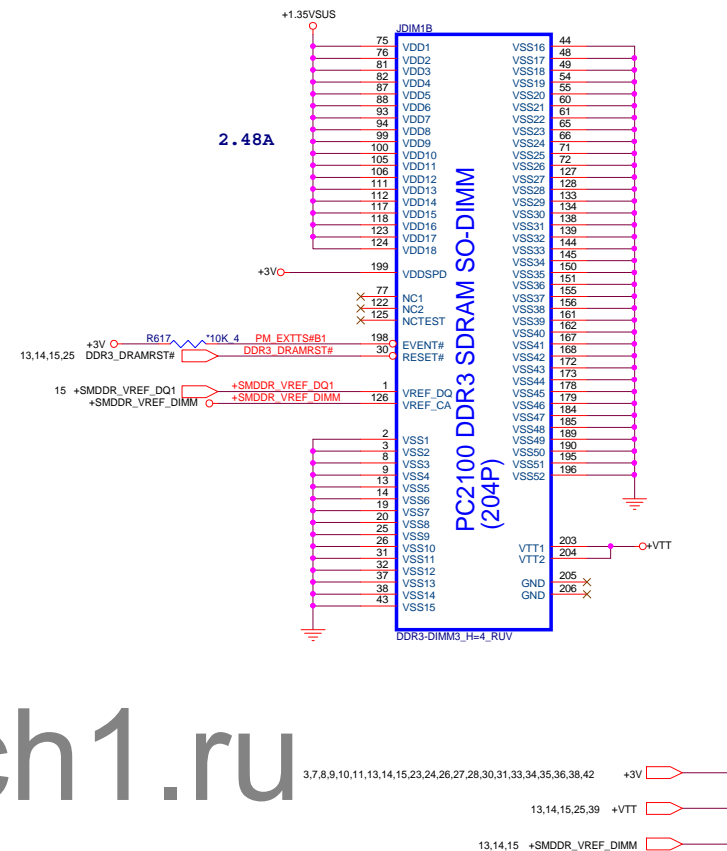 +1.35VSUS
JDIM1B
2.48A
75 VDD1
76 VDD2
81 VDD3
82 VDD4
87 VDD5
88 VDD6
93 VDD7
94 VDD8
99 VDD9
100 VDD10
105 VDD11
106 VDD12
111 VDD13
112 VDD14
117 VDD15
118 VDD16
123 VDD17
124 VDD18
+3V 199 VDDSPD
77 NC1
122 NC2
125 NCTEST
+3V R617 *10K_4 PM_EXTTS#B1 198 EVENT#
13,14,15,25 DDR3_DRAMRST# DDR3_DRAMRST# 30 RESET#
15 +SMDDR_VREF_DQ1 +SMDDR_VREF_DQ1 1 VREF_DQ
+SMDDR_VREF_DIMM +SMDDR_VREF_DIMM 126 VREF_CA
2 VSS1
3 VSS2
8 VSS3
9 VSS4
13 VSS5
14 VSS6
19 VSS7
20 VSS8
25 VSS9
26 VSS10
31 VSS11
32 VSS12
37 VSS13
38 VSS14
43 VSS15
PC2100 DDR3 SDRAM SO-DIMM
(204P)
VSS16 44
VSS17 48
VSS18 49
VSS19 54
VSS20 55
VSS21 60
VSS22 61
VSS23 65
VSS24 66
VSS25 71
VSS26 72
VSS27 127
VSS28 128
VSS29 133
VSS30 134
VSS31 138
VSS32 139
VSS33 144
VSS34 145
VSS35 150
VSS36 151
VSS37 155
VSS38 156
VSS39 161
VSS40 162
VSS41 167
VSS42 168
VSS43 172
VSS44 173
VSS45 178
VSS46 179
VSS47 184
VSS48 185
VSS49 189
VSS50 190
VSS51 195
VSS52 196
VTT1 203 +VTT
VTT2 204
GND 205
GND 206
DDR3-DIMM3_H=4_RUV
ch1.ru
3,7,8,9,10,11,13,14,15,23,24,26,27,28,30,31,33,34,35,36,38,42 +3V
13,14,15,25,39 +VTT
13,14,15 +SMDDR_VREF_DIMM